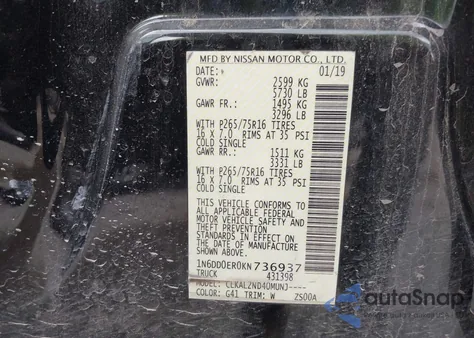 MFD BY NISSAN MOTOR CO., LTD.
DATE: 01/19
GVWR: 2599 KG
5730 LB
GAWR FR.: 1495 KG
3296 LB
WITH P265/75R16 TIRES
16 X 7.0 RIMS AT 35 PSI
COLD SINGLE
GAWR RR.: 1511 KG
3331 LB
WITH P265/75R16 TIRES
16 X 7.0 RIMS AT 35 PSI
COLD SINGLE
THIS VEHICLE CONFORMS TO
ALL APPLICABLE FEDERAL
MOTOR VEHICLE SAFETY AND
THEFT PREVENTION
STANDARDS IN EFFECT ON
THE DATE OF MANUFACTURE
SHOWN ABOVE.
1N6DD0ER0KN736937
TRUCK 431398
MODEL: CLKALZND40MUNJ----
COLOR: G41 TRIM: W ZS00A
autoSnap